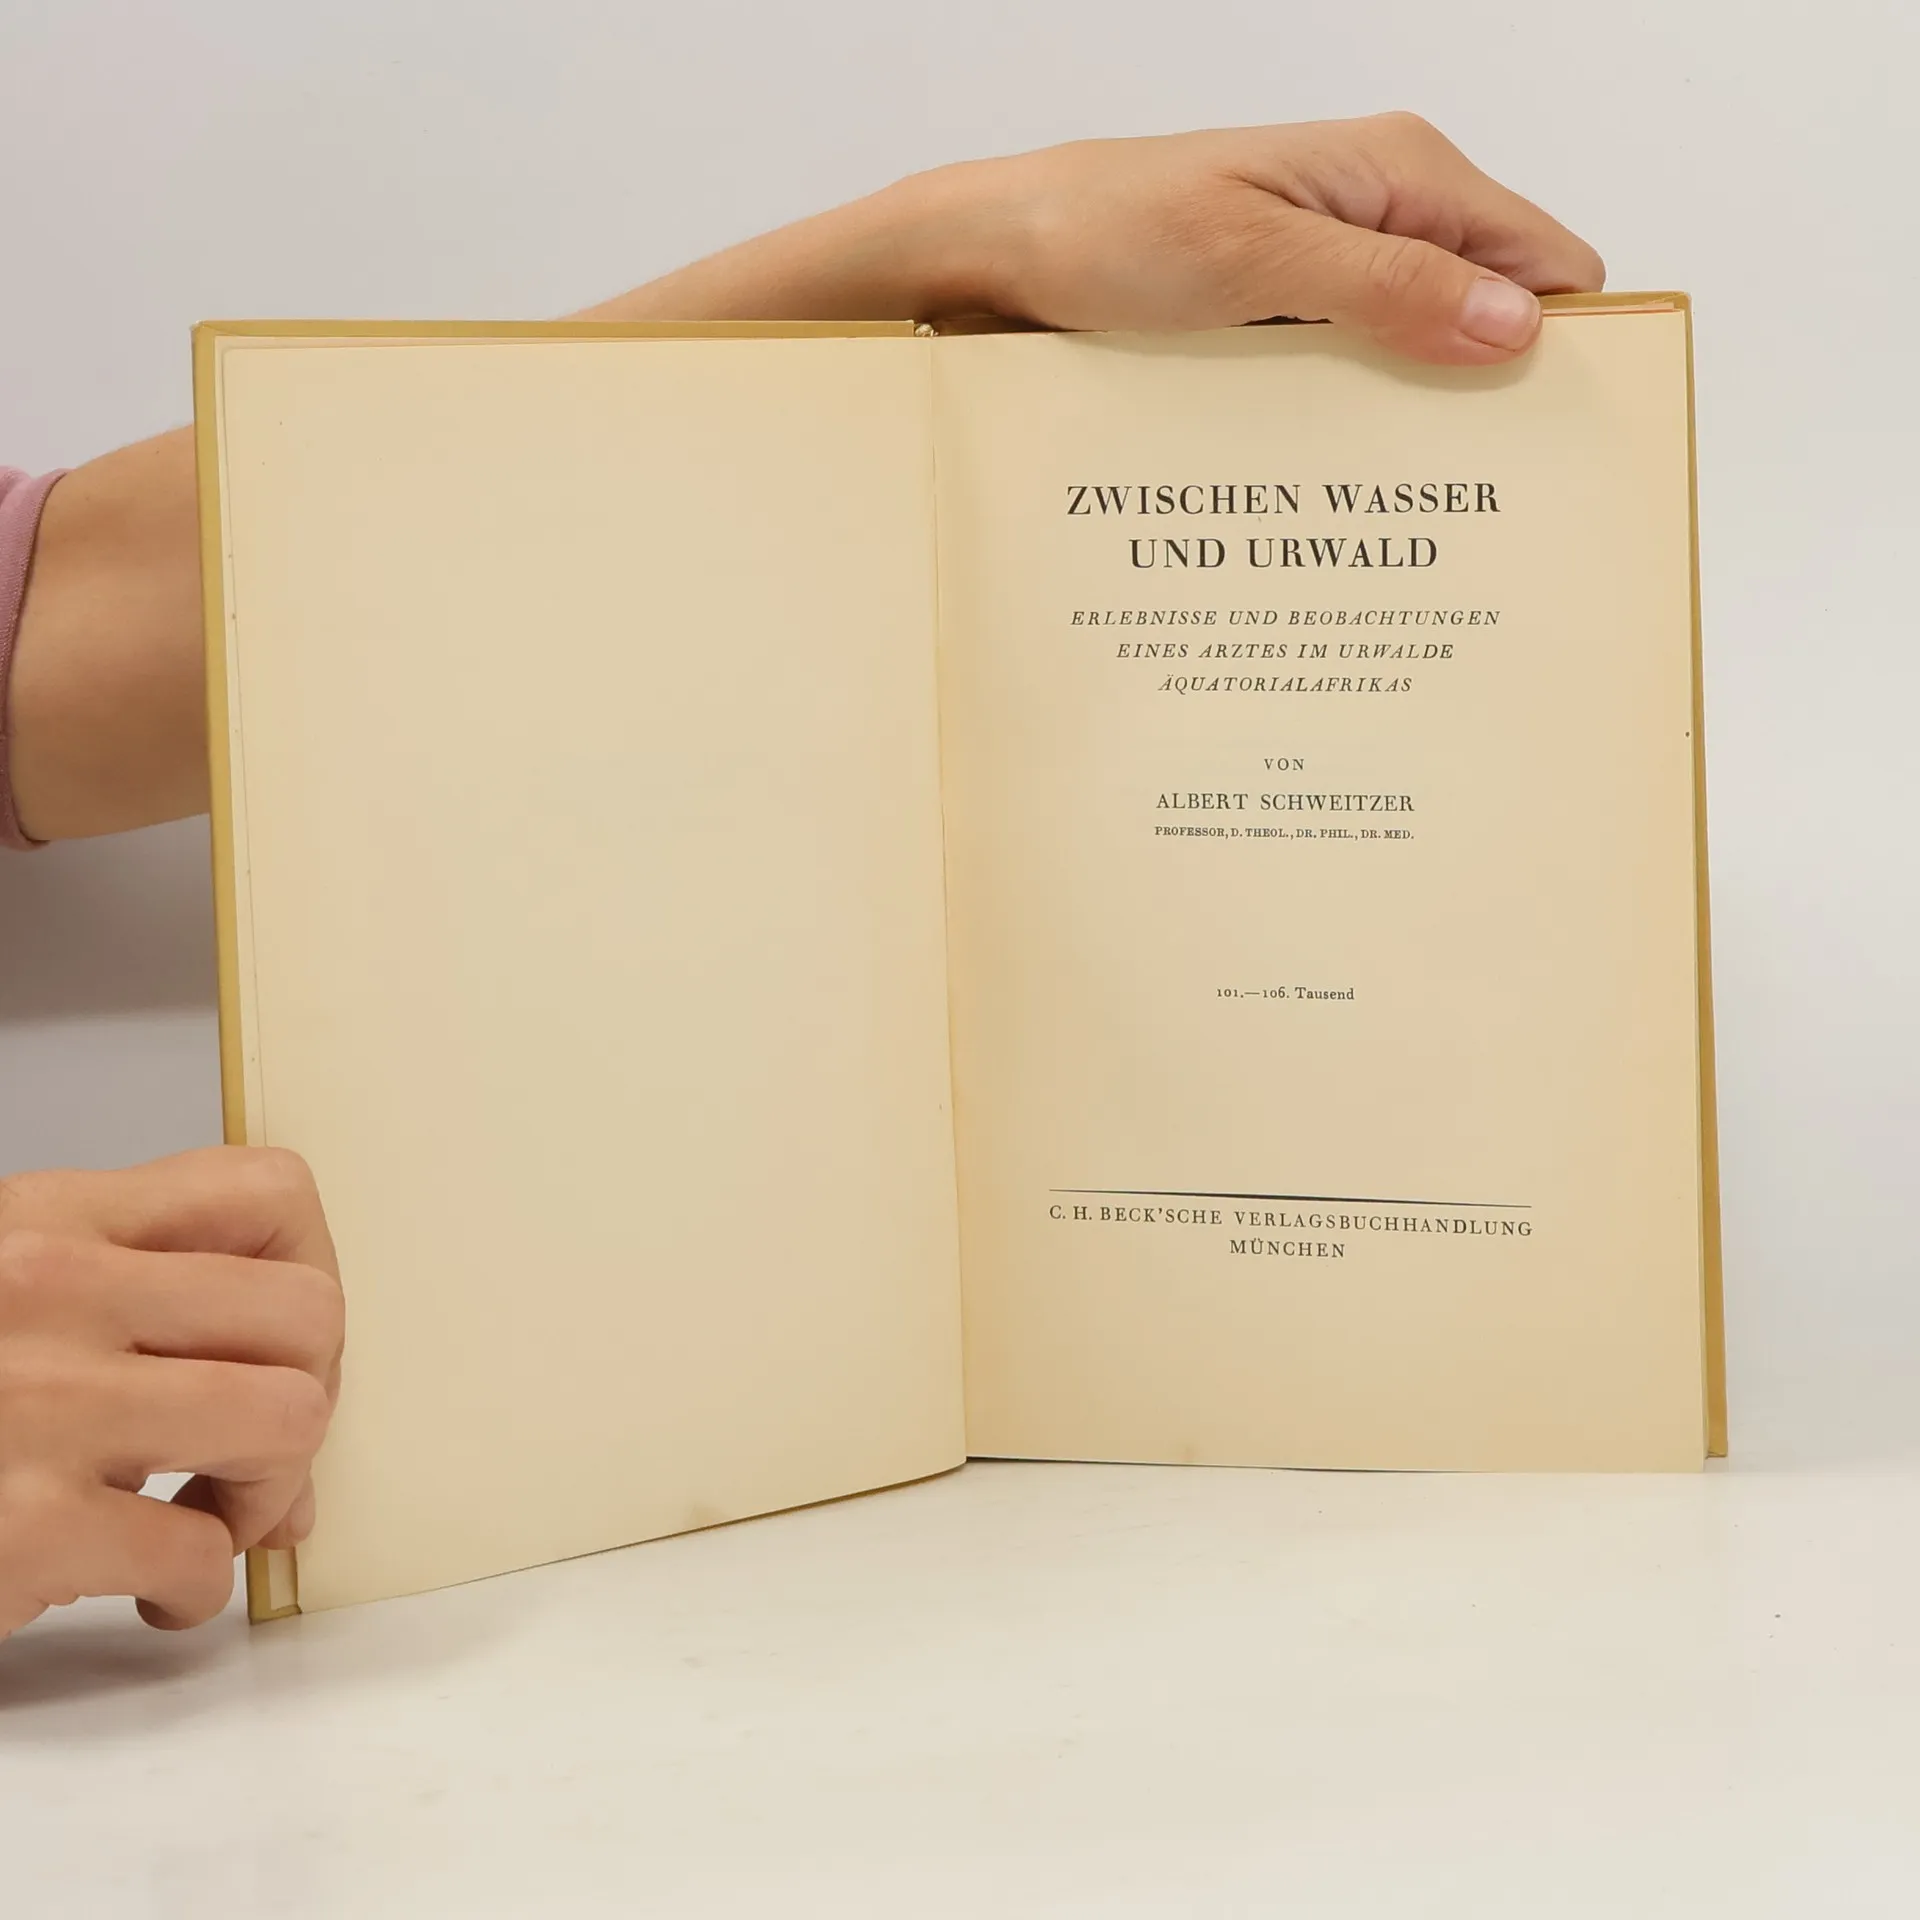 ZWISCHEN WASSER
UND URWALD
ERLEBNISSE UND BEOBACHTUNGEN
EINES ARZTES IM URWALDE
ÄQUATORIALAFRIKAS
VON
ALBERT SCHWEITZER
PROFESSOR, D. THEOL., DR. PHIL., DR. MED.
101.—106. Tausend
C. H. BECK'SCHE VERLAGSBUCHHANDLUNG
MÜNCHEN